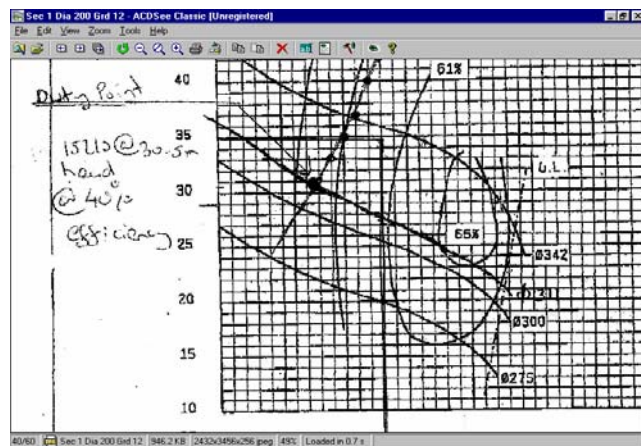 Sec 1 Dia 200 Grd 12 - ACDSee Classic [Unregistered]
File Edit View Zoom Tools Help
40
61%
Duty Point
35
@ 30.5m
head
30
G.L.
@ 40%
efficiency
65%
25
Ø342
Ø311
20
Ø300
15
Ø275
10
40/60 Sec 1 Dia 200 Grd 12 946.2 KB 2432x3456x256 jpeg 49% Loaded in 0.7 s